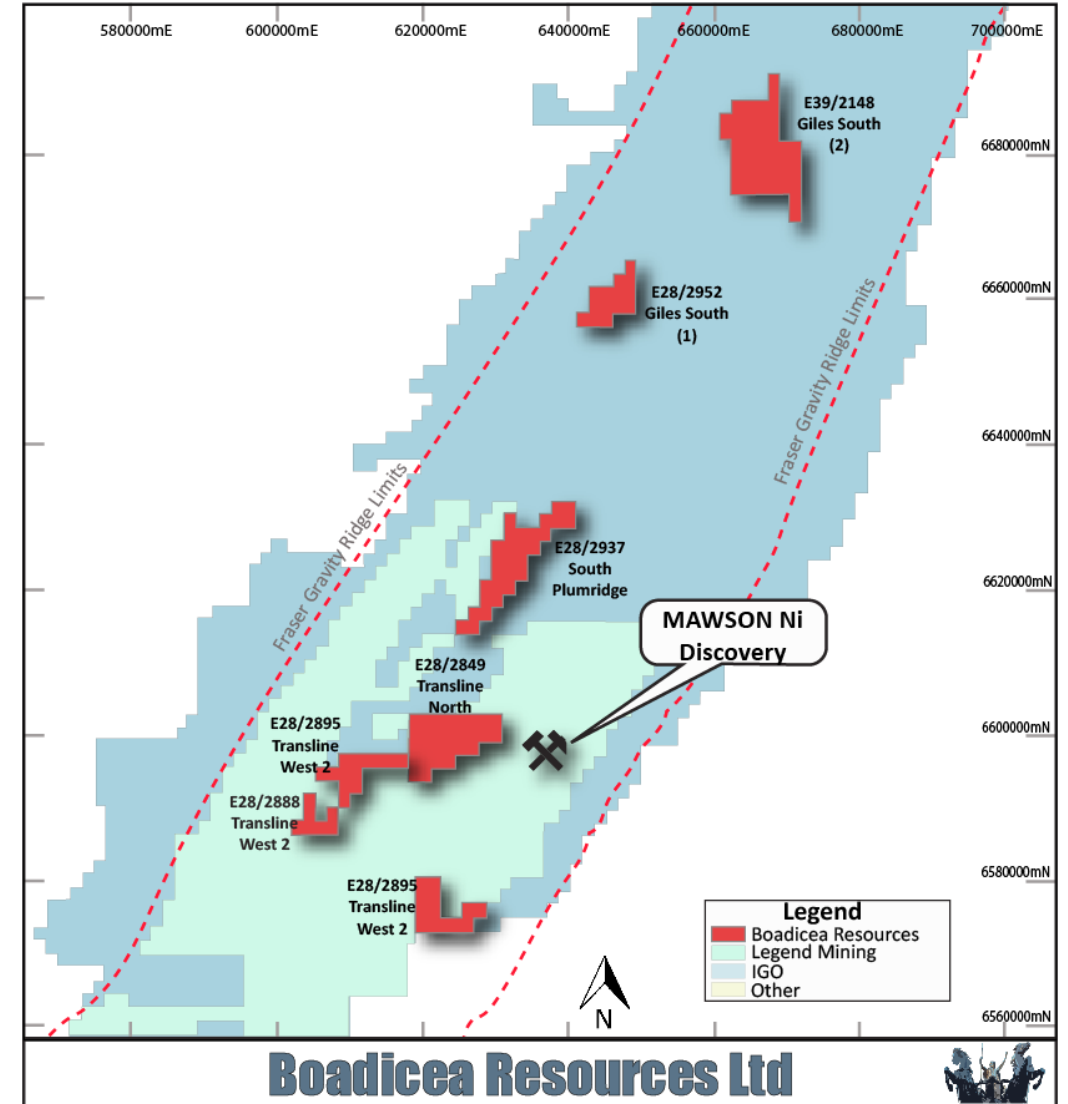 580000mE
600000mE
620000mE
640000mE
660000mE
680000mE
700000mE
E39/2148
Giles South
(2)
6680000mN
E28/2952
Giles South
(1)
6660000mN
Fraser Gravity Ridge Limits
6640000mN
Fraser Gravity Ridge Limits
E28/2937
South
Plumridge
6620000mN
MAWSON Ni
Discovery
E28/2849
Transline
North
6600000mN
E28/2895
Transline
West 2
E28/2888
Transline
West 2
6580000mN
E28/2895
Transline
West 2
Legend
Boadicea Resources
Legend Mining
IGO
Other
N
6560000mN
Boadicea Resources Ltd